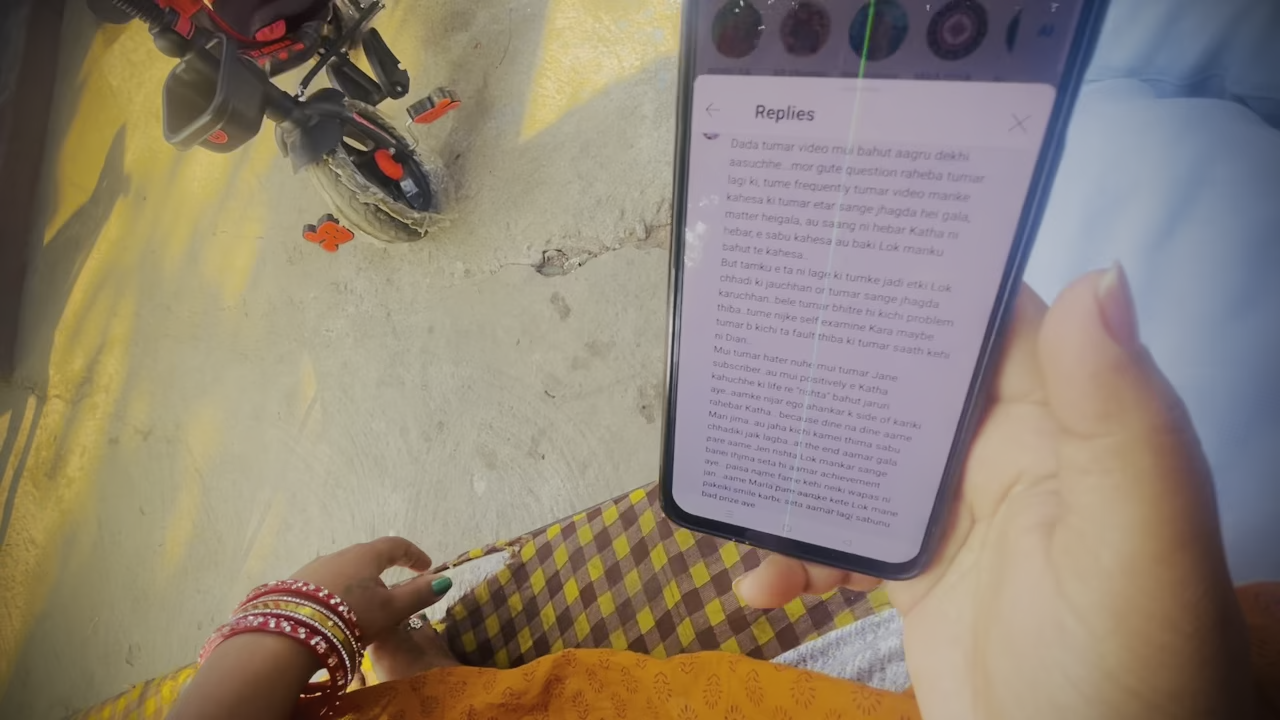 Replies
Dada tumar video mui bahut aagru dekhi
aasuchhe...mor gute question raheba tumar
lagi ki, tume frequently tumar video manke
kahesa ki tumar etar sange jhagda hei gala,
matter heigala, au saang ni hebar Katha ni
hebar, e sabu kahesa au baki Lok manku
bahut te kahesa..
But tamku e ta ni lage ki tumke jadi etki Lok
chhadi ki jauchhan or tumar sange jhagda
karuchhan..bele tumar bhitre hi kichi problem
thiba..tume nijke self examine Kara maybe
tumar b kichi ta fault thiba ki tumar saath kehi
ni Dian..
Mui tumar hater nuhe mui tumar Jane
subscriber..au mui positively e Katha
kahuchhe ki life re "rishta" bahut jaruri
aye..aamke nijar ego ahankar k side of kariki
rahebar Katha.. because dine na dine aame
Mari jima..au jaha kichi kamei thima sabu
chhadiki jaik lagba..at the end aamar gala
pare aame Jen rishta Lok mankar sange
banei thima seta hi aamar achievement
aye.. paisa name fame kehi neiki wapas ni
jan...aame Marla pare aamke kete Lok mane
pakeiki smile karbe seta aamar lagi sabunu
bad prize aye